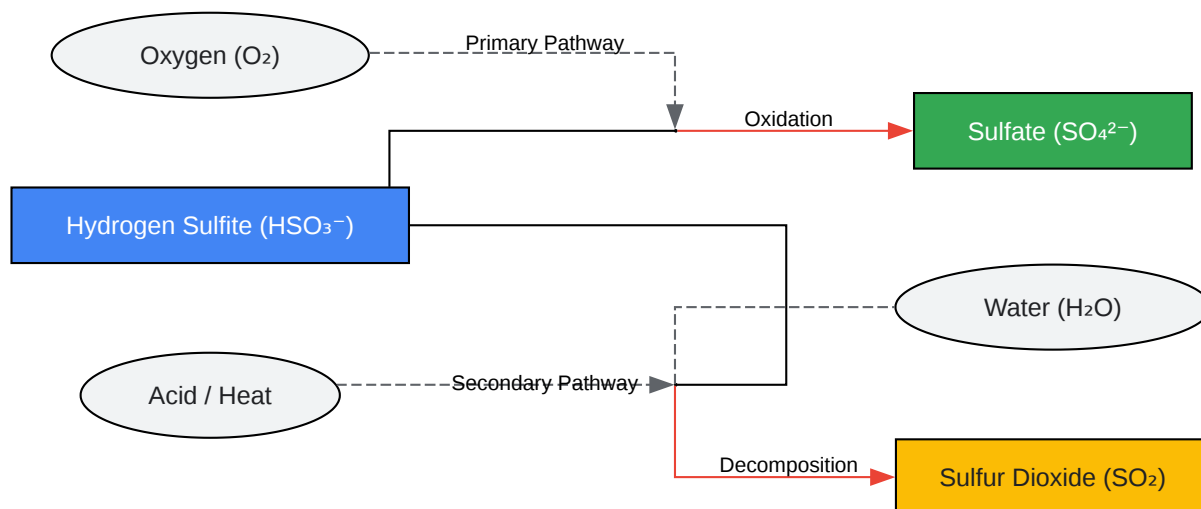 Oxygen (O₂)
Primary Pathway
Oxidation
Sulfate (SO₄²⁻)
Hydrogen Sulfite (HSO₃⁻)
Water (H₂O)
Acid / Heat
Secondary Pathway
Decomposition
Sulfur Dioxide (SO₂)